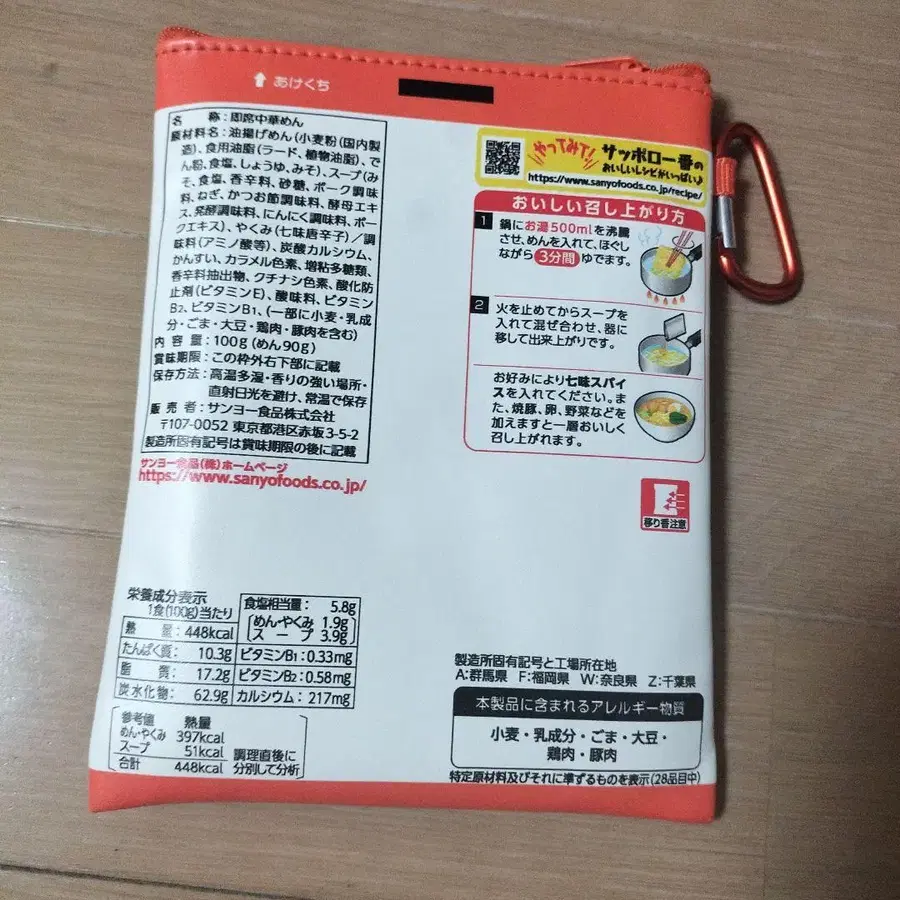 あけくち
名　　称：即席中華めん
原材料名：油揚げめん(小麦粉(国内製
造)、食用油脂(ラード、植物油脂)、で
ん粉、食塩、しょうゆ、みそ)、スープ(み
そ、食塩、香辛料、砂糖、ポーク調味
料、ねぎ、かつお節調味料、酵母エキ
ス、発酵調味料、にんにく調味料、ポー
クエキス)、やくみ(七味唐辛子)/調
味料(アミノ酸等)、炭酸カルシウム、
かんすい、カラメル色素、増粘多糖類、
香辛料抽出物、クチナシ色素、酸化防
止剤(ビタミンE)、酸味料、ビタミン
B2、ビタミンB1、(一部に小麦・乳成
分・ごま・大豆・鶏肉・豚肉を含む)
内 容 量：100g(めん90g)
賞味期限：この枠外右下部に記載
保存方法：高温多湿・香りの強い場所・
直射日光を避け、常温で保存
販 売 者：サンヨー食品株式会社
〒107-0052 東京都港区赤坂3-5-2
製造所固有記号は賞味期限の後に記載
サンヨー食品(株)ホームページ
https://www.sanyofoods.co.jp/
やってみて!
サッポロ一番の
おいしいレシピがいっぱい♪
https://www.sanyofoods.co.jp/recipe/
おいしい召し上がり方
1 鍋にお湯500mlを沸騰
させ、めんを入れて、ほぐし
ながら 3分間 ゆでます。
2 火を止めてからスープを
入れて混ぜ合わせ、器に
移して出来上がりです。
お好みにより七味スパイ
スを入れてください。ま
た、焼豚、卵、野菜などを
加えますと一層おいしく
召し上がれます。
移り香注意
栄養成分表示
1食(100g)当たり
熱　量：448kcal
たんぱく質：10.3g
脂　質：17.2g
炭水化物：62.9g
食塩相当量：5.8g
めん・やくみ 1.9g
スープ 3.9g
ビタミンB1：0.33mg
ビタミンB2：0.58mg
カルシウム：217mg
参考値　熱量
めん・やくみ 397kcal
スープ 51kcal
合計 448kcal
調理直後に
分別して分析
製造所固有記号と工場所在地
A:群馬県 F:福岡県 W:奈良県 Z:千葉県
本製品に含まれるアレルギー物質
小麦・乳成分・ごま・大豆・
鶏肉・豚肉
特定原材料及びそれに準ずるものを表示(28品目中)